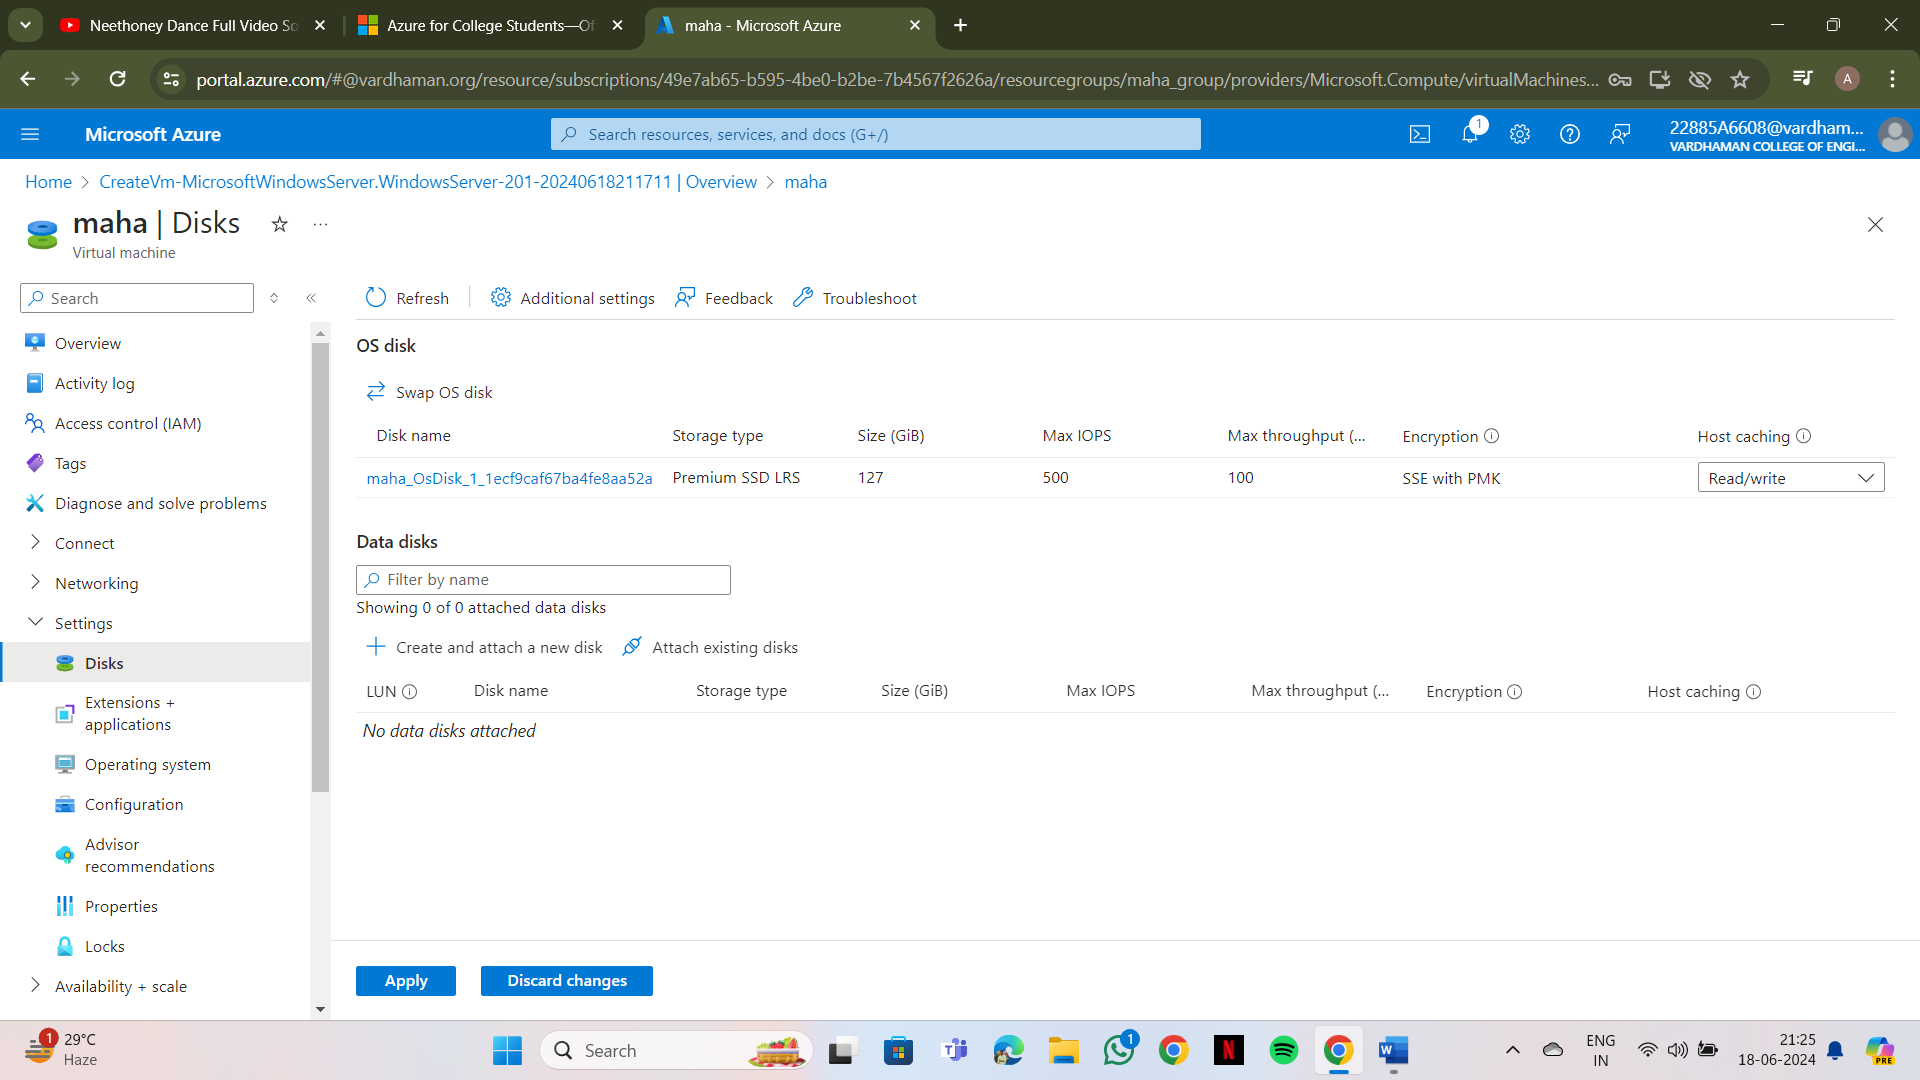 Neethoney Dance Full Video So
Azure for College Students—Of
maha - Microsoft Azure
portal.azure.com/#@vardhaman.org/resource/subscriptions/49e7ab65-b595-4be0-b2be-7b4567f2626a/resourcegroups/maha_group/providers/Microsoft.Compute/virtualMachines...
A
Microsoft Azure
Search resources, services, and docs (G+/)
1
22885A6608@vardham...
VARDHAMAN COLLEGE OF ENGI...
Home > CreateVm-MicrosoftWindowsServer.WindowsServer-201-20240618211711 | Overview > maha
maha | Disks
...
Virtual machine
Search
Refresh
Additional settings
Feedback
Troubleshoot
Overview
Activity log
Access control (IAM)
Tags
Diagnose and solve problems
Connect
Networking
Settings
Disks
Extensions +
applications
Operating system
Configuration
Advisor
recommendations
Properties
Locks
Availability + scale
OS disk
Swap OS disk
Disk name Storage type Size (GiB) Max IOPS Max throughput (... Encryption Host caching
maha_OsDisk_1_1ecf9caf67ba4fe8aa52a Premium SSD LRS 127 500 100 SSE with PMK Read/write
Data disks
Filter by name
Showing 0 of 0 attached data disks
Create and attach a new disk Attach existing disks
LUN Disk name Storage type Size (GiB) Max IOPS Max throughput (... Encryption Host caching
No data disks attached
Apply Discard changes
1
29°C
Haze
Search
1
ENG
IN
21:25
18-06-2024
PRE